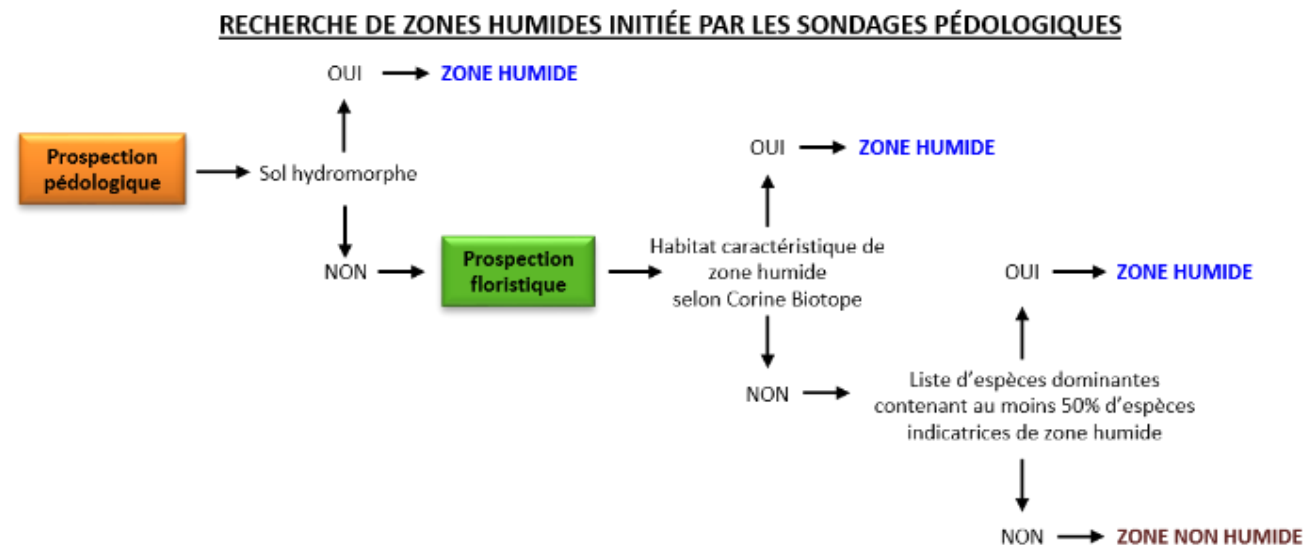 RECHERCHE DE ZONES HUMIDES INITIÉE PAR LES SONDAGES PÉDOLOGIQUES
OUI
ZONE HUMIDE
Prospection
pédologique
Sol hydromorphe
NON
Prospection
floristique
OUI
ZONE HUMIDE
Habitat caractéristique de
zone humide
selon Corine Biotope
NON
OUI
ZONE HUMIDE
Liste d'espèces dominantes
contenant au moins 50% d'espèces
indicatrices de zone humide
NON
ZONE NON HUMIDE